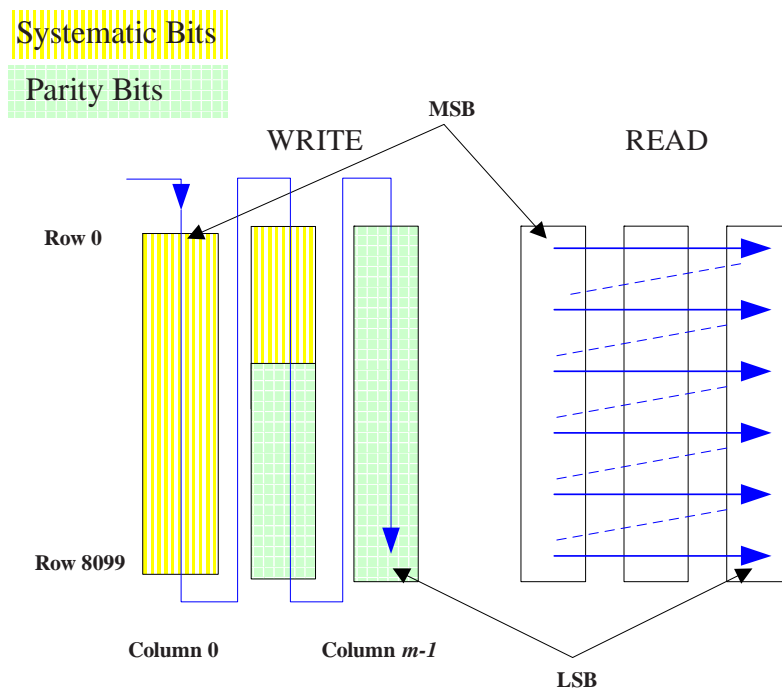 Systematic Bits
Parity Bits
MSB
WRITE
READ
Row 0
Row 8099
Column 0
Column m-1
LSB